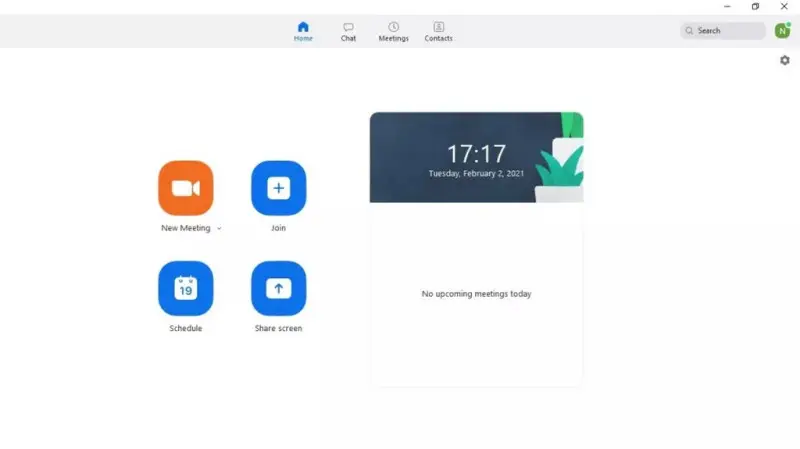 Home
Chat
Meetings
Contacts
Search
N
17:17
Tuesday, February 2, 2021
New Meeting
Join
19
Schedule
Share screen
No upcoming meetings today